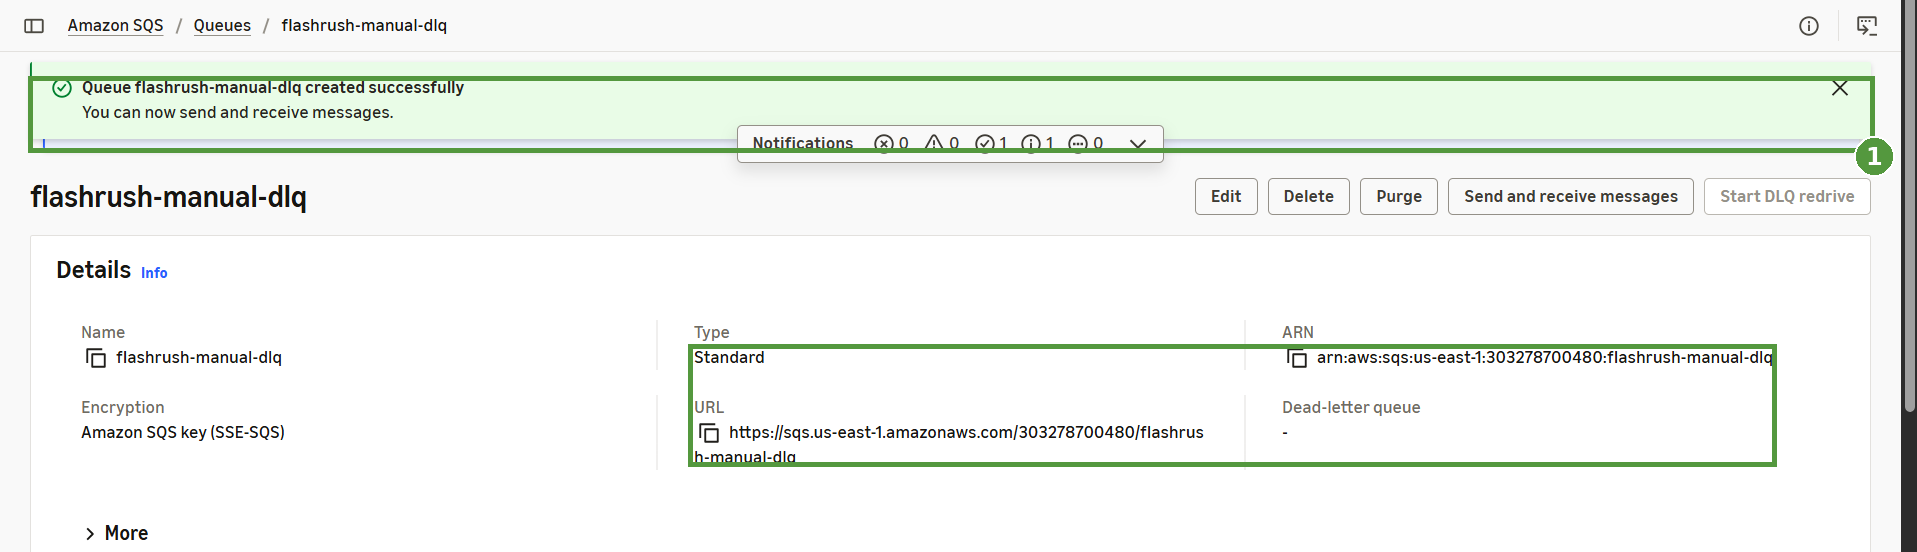 Amazon SQS / Queues / flashrush-manual-dlq
Queue flashrush-manual-dlq created successfully
You can now send and receive messages.
Notifications 0 0 1 1 0
1
flashrush-manual-dlq
Edit Delete Purge Send and receive messages Start DLQ redrive
Details Info
Name
flashrush-manual-dlq
Type
Standard
ARN
arn:aws:sqs:us-east-1:303278700480:flashrush-manual-dlq
Encryption
Amazon SQS key (SSE-SQS)
URL
https://sqs.us-east-1.amazonaws.com/303278700480/flashrus
h-manual-dlq
Dead-letter queue
-
More